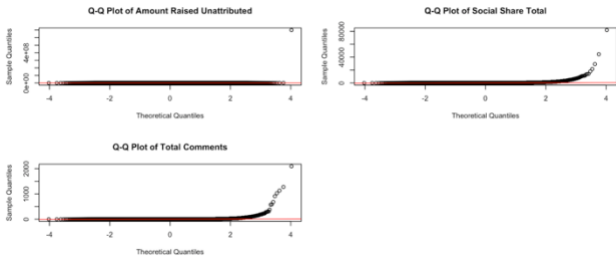 Q-Q Plot of Amount Raised Unattributed
Sample Quantiles
0e+00 4e+08
-4 -2 0 2 4
Theoretical Quantiles
Q-Q Plot of Social Share Total
Sample Quantiles
0 40000 80000
-4 -2 0 2 4
Theoretical Quantiles
Q-Q Plot of Total Comments
Sample Quantiles
0 1000 2000
-4 -2 0 2 4
Theoretical Quantiles